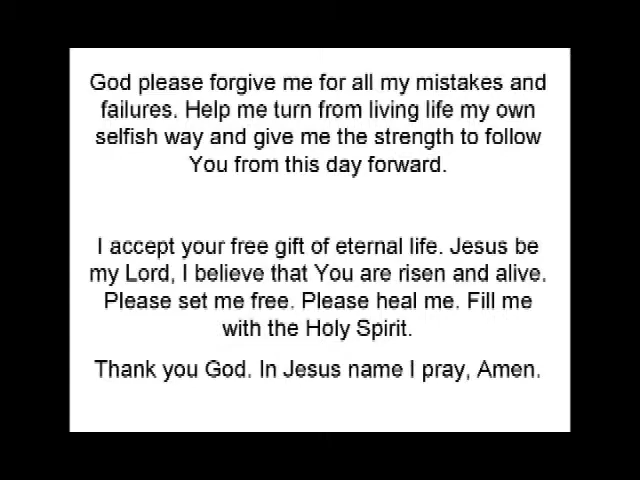 God please forgive me for all my mistakes and
failures. Help me turn from living life my own
selfish way and give me the strength to follow
You from this day forward.
I accept your free gift of eternal life. Jesus be
my Lord, I believe that You are risen and alive.
Please set me free. Please heal me. Fill me
with the Holy Spirit.
Thank you God. In Jesus name I pray, Amen.